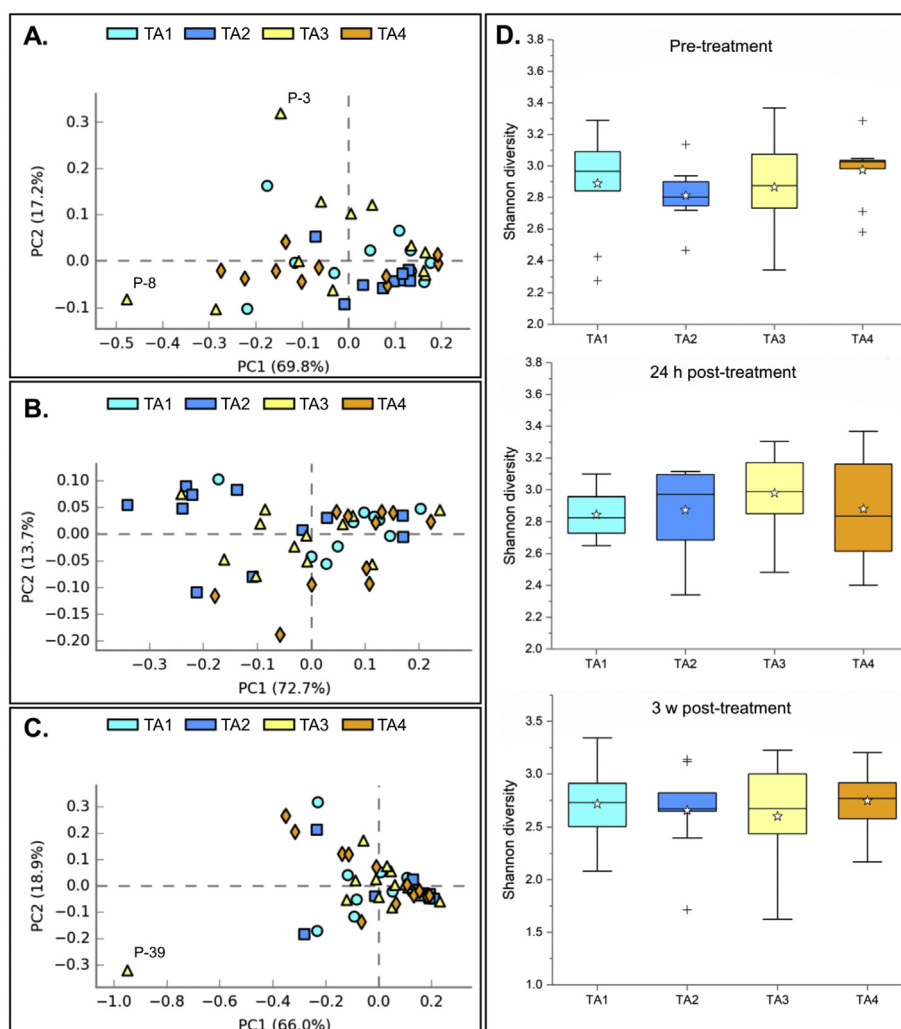 A.
TA1 TA2 TA3 TA4
P-3
P-8
0.3
0.2
0.1
0.0
−0.1
PC2 (17.2%)
−0.5 −0.4 −0.3 −0.2 −0.1 0.0 0.1 0.2
PC1 (69.8%)
B.
TA1 TA2 TA3 TA4
0.10
0.05
0.00
−0.05
−0.10
−0.15
−0.20
PC2 (13.7%)
−0.3 −0.2 −0.1 0.0 0.1 0.2
PC1 (72.7%)
C.
TA1 TA2 TA3 TA4
0.3
0.2
0.1
0.0
−0.1
−0.2
−0.3
PC2 (18.9%)
P-39
−1.0 −0.8 −0.6 −0.4 −0.2 0.0 0.2
PC1 (66.0%)
D.
Pre-treatment
3.8
3.6
3.4
3.2
3.0
2.8
2.6
2.4
2.2
2.0
Shannon diversity
TA1 TA2 TA3 TA4
24 h post-treatment
3.8
3.6
3.4
3.2
3.0
2.8
2.6
2.4
2.2
2.0
Shannon diversity
TA1 TA2 TA3 TA4
3 w post-treatment
3.5
3.0
2.5
2.0
1.5
1.0
Shannon diversity
TA1 TA2 TA3 TA4